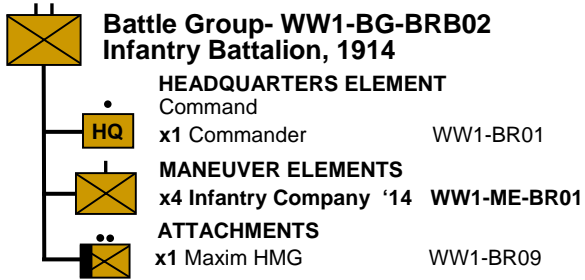 Battle Group- WW1-BG-BRB02
Infantry Battalion, 1914
HEADQUARTERS ELEMENT
Command
HQ x1 Commander WW1-BR01
MANEUVER ELEMENTS
x4 Infantry Company ‘14 WW1-ME-BR01
ATTACHMENTS
x1 Maxim HMG WW1-BR09